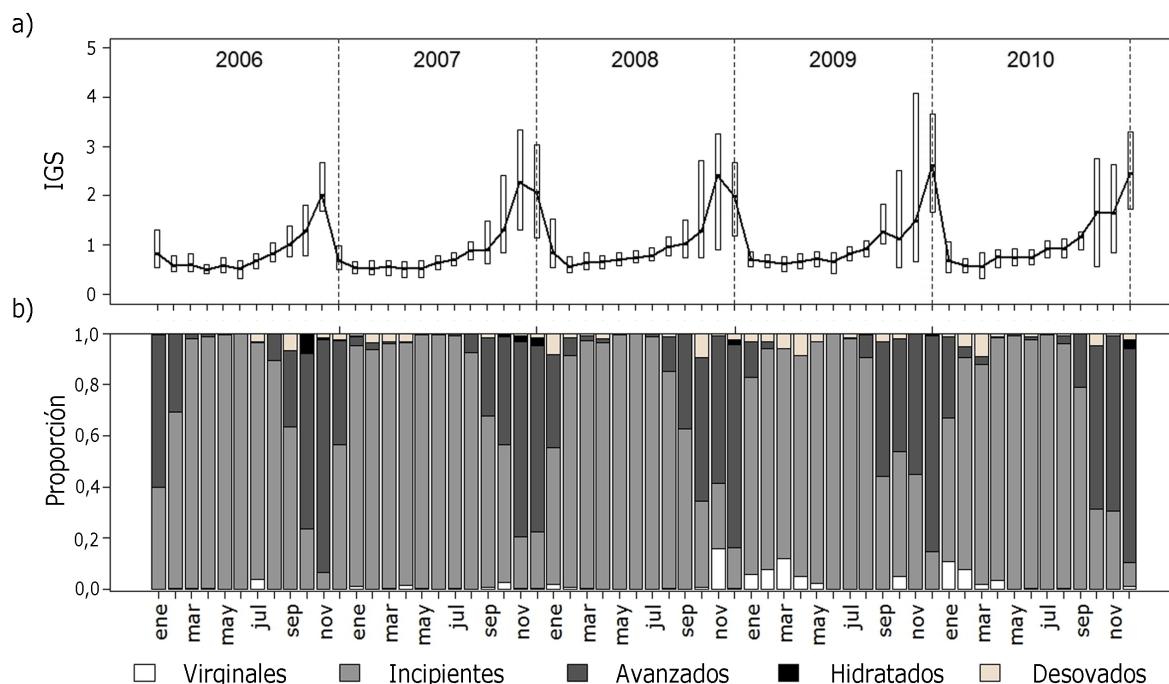 a)
2006 2007 2008 2009 2010
5
4
3
2
1
0
IGS
b)
1,0
0,8
0,6
0,4
0,2
0,0
Proporción
ene mar may jul sep nov ene mar may jul sep nov ene mar may jul sep nov ene mar may jul sep nov ene mar may jul sep nov
Virginales Incipientes Avanzados Hidratados Desovados